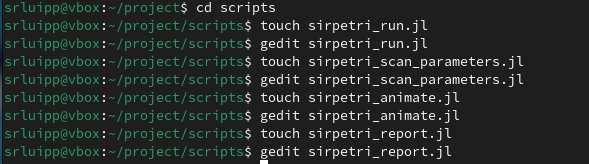 srluipp@vbox:~/project$ cd scripts
srluipp@vbox:~/project/scripts$ touch sirpetri_run.jl
srluipp@vbox:~/project/scripts$ gedit sirpetri_run.jl
srluipp@vbox:~/project/scripts$ touch sirpetri_scan_parameters.jl
srluipp@vbox:~/project/scripts$ gedit sirpetri_scan_parameters.jl
srluipp@vbox:~/project/scripts$ touch sirpetri_animate.jl
srluipp@vbox:~/project/scripts$ gedit sirpetri_animate.jl
srluipp@vbox:~/project/scripts$ touch sirpetri_report.jl
srluipp@vbox:~/project/scripts$ gedit sirpetri_report.jl